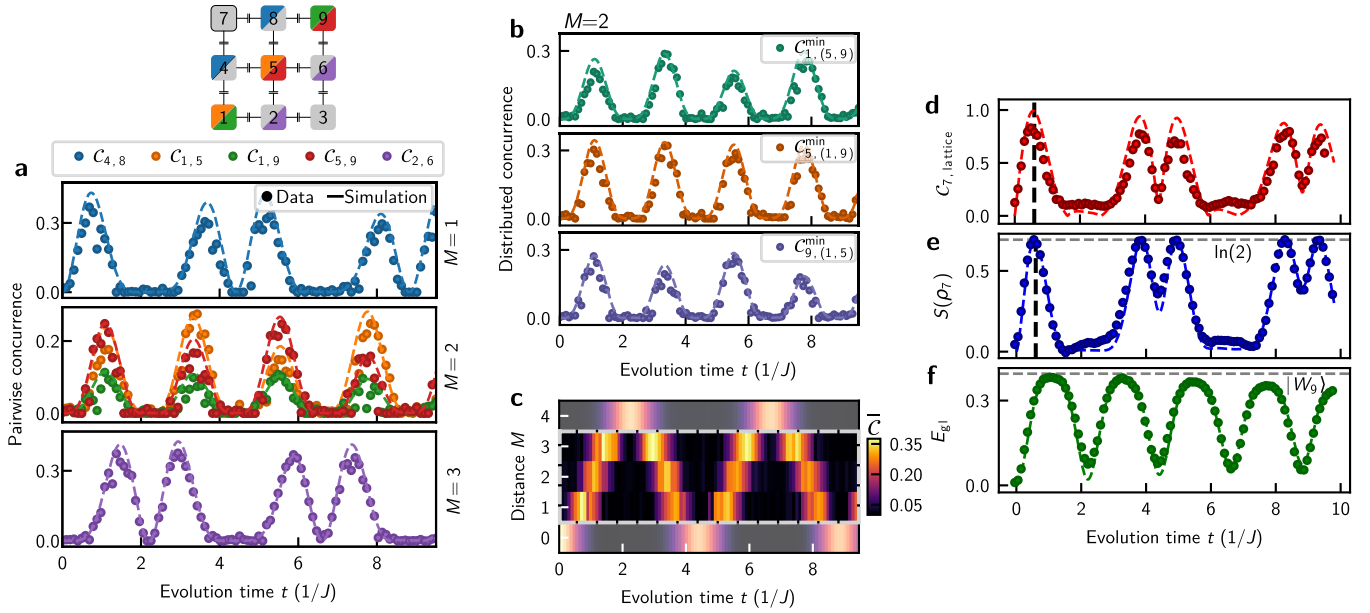 7 8 9
4 5 6
1 2 3
C4,8 C1,5 C1,9 C5,9 C2,6
a
Data Simulation
0.3
0.0
M = 1
0.2
0.0
M = 2
0.3
0.0
M = 3
Pairwise concurrence
0 2 4 6 8
Evolution time t (1/J)
b M=2
C^min_1,(5,9)
0.3
0.0
C^min_5,(1,9)
0.3
0.0
C^min_9,(1,5)
0.3
0.0
Distributed concurrence
0 2 4 6 8
Evolution time t (1/J)
c
4
3
2
1
0
Distance M
C̅
0.35
0.20
0.05
0 2 4 6 8
Evolution time t (1/J)
d
1.0
0.5
0.0
C7, lattice
e
ln(2)
0.5
0.0
S(ρ7)
f
|W9⟩
0.3
0.0
Egl
0 2 4 6 8 10
Evolution time t (1/J)